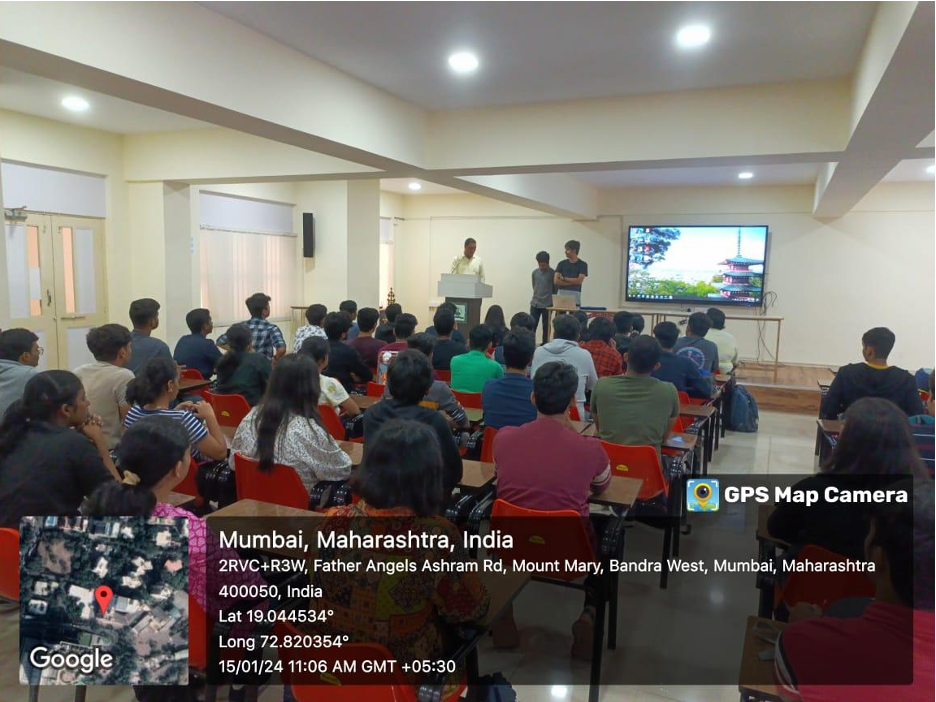 GPS Map Camera
Mumbai, Maharashtra, India
2RVC+R3W, Father Angels Ashram Rd, Mount Mary, Bandra West, Mumbai, Maharashtra
400050, India
Lat 19.044534°
Long 72.820354°
15/01/24 11:06 AM GMT +05:30
Google